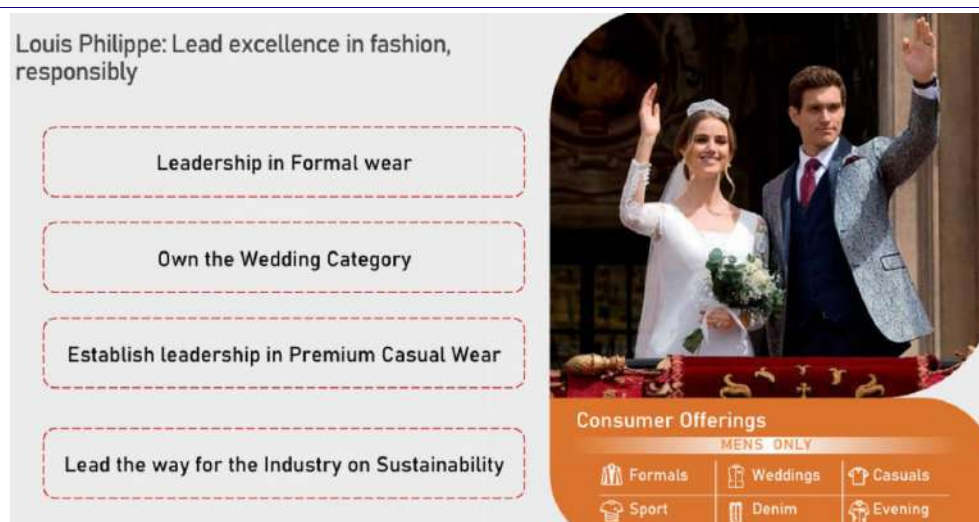 Louis Philippe: Lead excellence in fashion,
responsibly
Leadership in Formal wear
Own the Wedding Category
Establish leadership in Premium Casual Wear
Lead the way for the Industry on Sustainability
Consumer Offerings
MENS ONLY
Formals
Weddings
Casuals
Sport
Denim
Evening